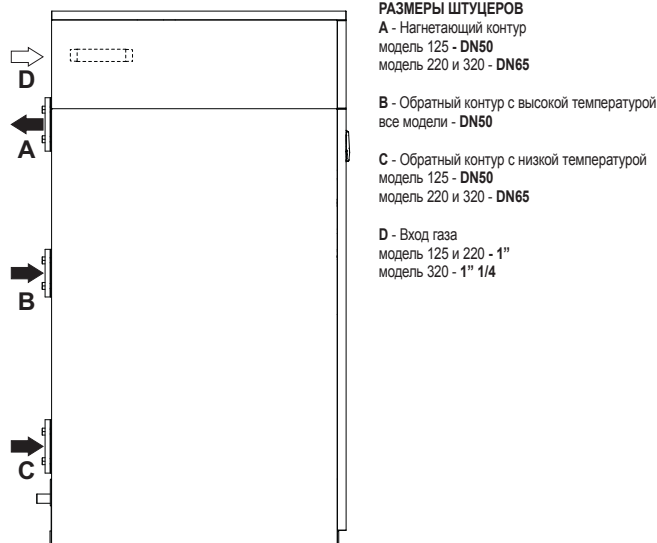 D
A
B
C
РАЗМЕРЫ ШТУЦЕРОВ
A - Нагнетающий контур
модель 125 - DN50
модель 220 и 320 - DN65
B - Обратный контур с высокой температурой
все модели - DN50
C - Обратный контур с низкой температурой
модель 125 - DN50
модель 220 и 320 - DN65
D - Вход газа
модель 125 и 220 - 1”
модель 320 - 1” 1/4